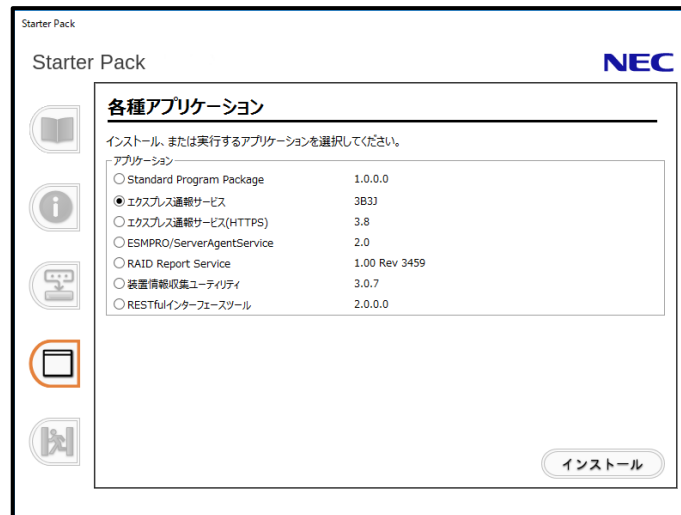 Starter Pack
Starter Pack NEC
各種アプリケーション
インストール、または実行するアプリケーションを選択してください。
アプリケーション
Standard Program Package 1.0.0.0
エクスプレス通報サービス 3B3J
エクスプレス通報サービス(HTTPS) 3.8
ESMPRO/ServerAgentService 2.0
RAID Report Service 1.00 Rev 3459
装置情報収集ユーティリティ 3.0.7
RESTfulインターフェースツール 2.0.0.0
インストール